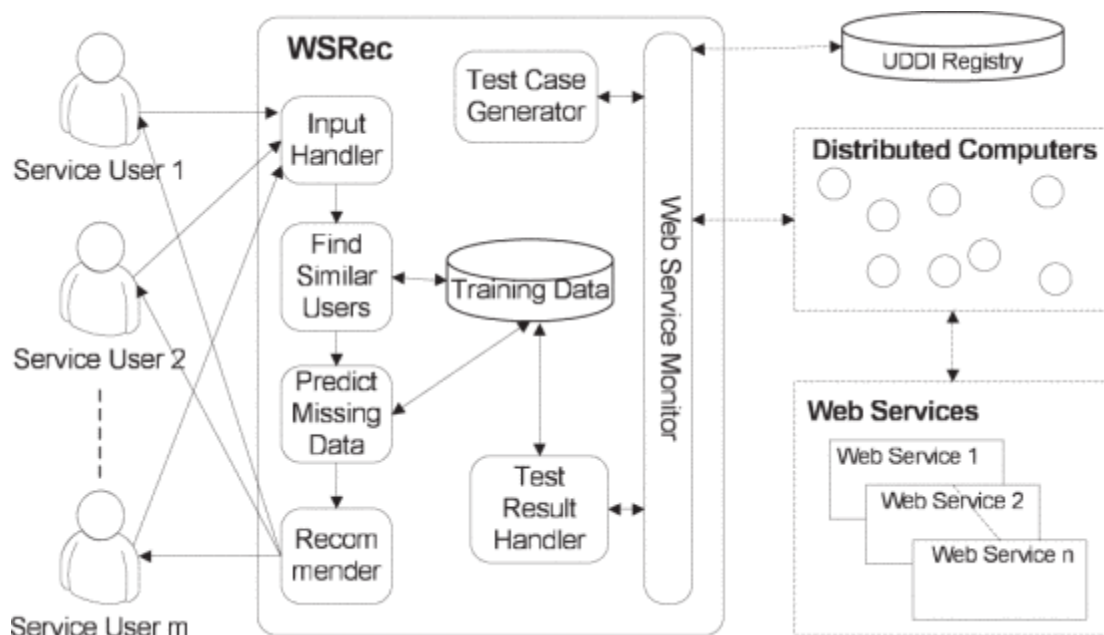 WSRec
UDDI Registry
Test Case
Generator
Input
Handler
Service User 1
Distributed Computers
Find
Similar
Users
Training Data
Web Service Monitor
Service User 2
Predict
Missing
Data
Web Services
Web Service 1
Web Service 2
Web Service n
Test
Result
Handler
Recom
mender
Service User m